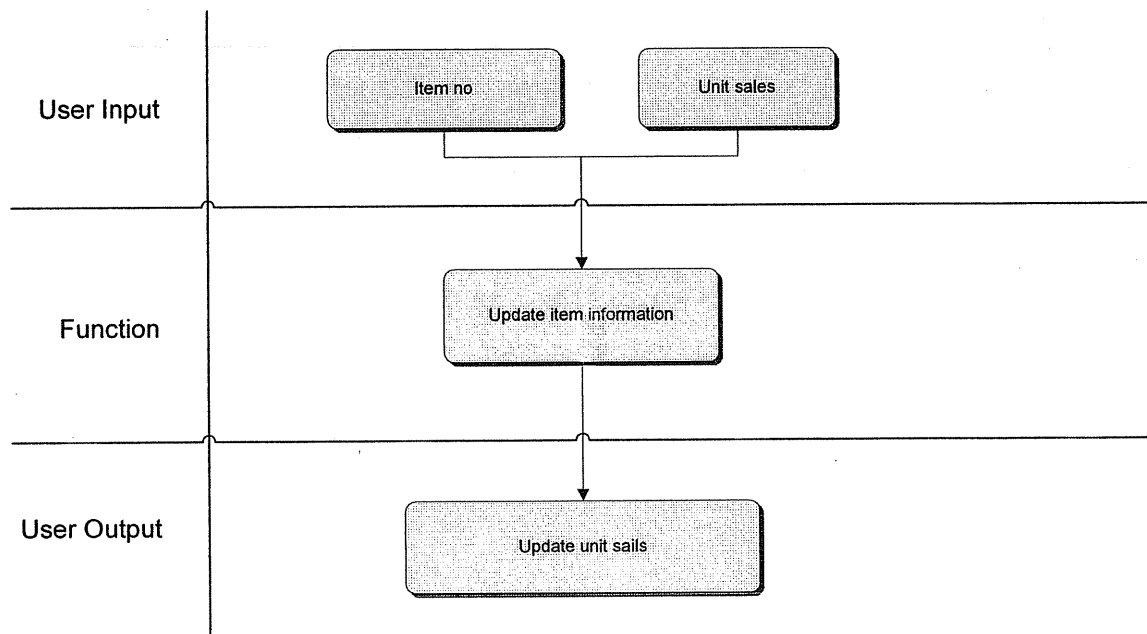 User Input
Item no
Unit sales
Function
Update item information
User Output
Update unit sails